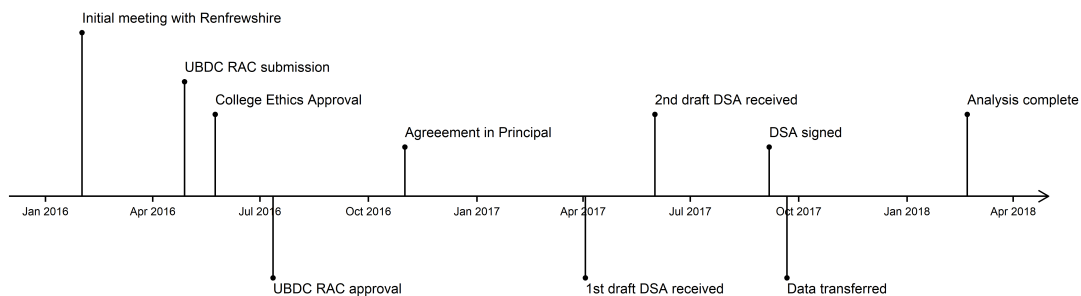 Initial meeting with Renfrewshire
UBDC RAC submission
College Ethics Approval
2nd draft DSA received
Analysis complete
Agreeement in Principal
DSA signed
Jan 2016
Apr 2016
Jul 2016
Oct 2016
Jan 2017
Apr 2017
Jul 2017
Oct 2017
Jan 2018
Apr 2018
UBDC RAC approval
1st draft DSA received
Data transferred